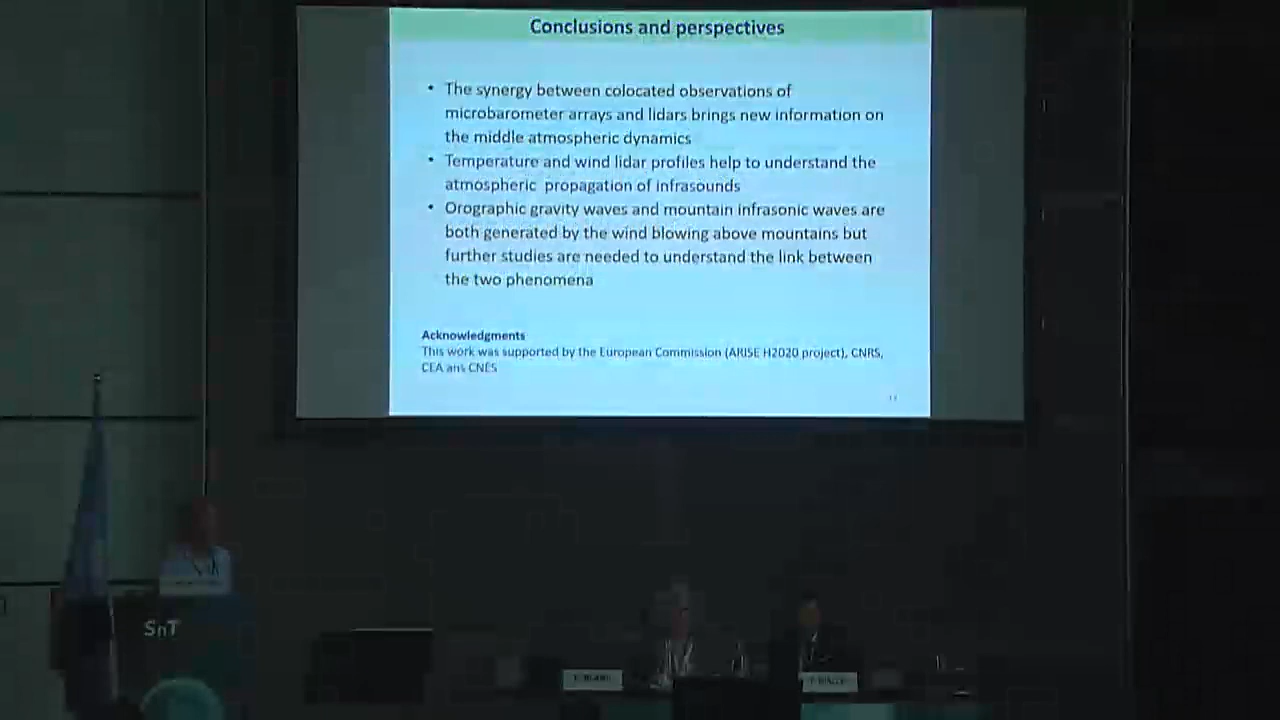 Conclusions and perspectives
• The synergy between colocated observations of
microbarometer arrays and lidars brings new information on
the middle atmospheric dynamics
• Temperature and wind lidar profiles help to understand the
atmospheric propagation of infrasounds
• Orographic gravity waves and mountain infrasonic waves are
both generated by the wind blowing above mountains but
further studies are needed to understand the link between
the two phenomena
Acknowledgments
This work was supported by the European Commission (ARISE H2020 project), CNRS,
CEA ans CNES
SnT